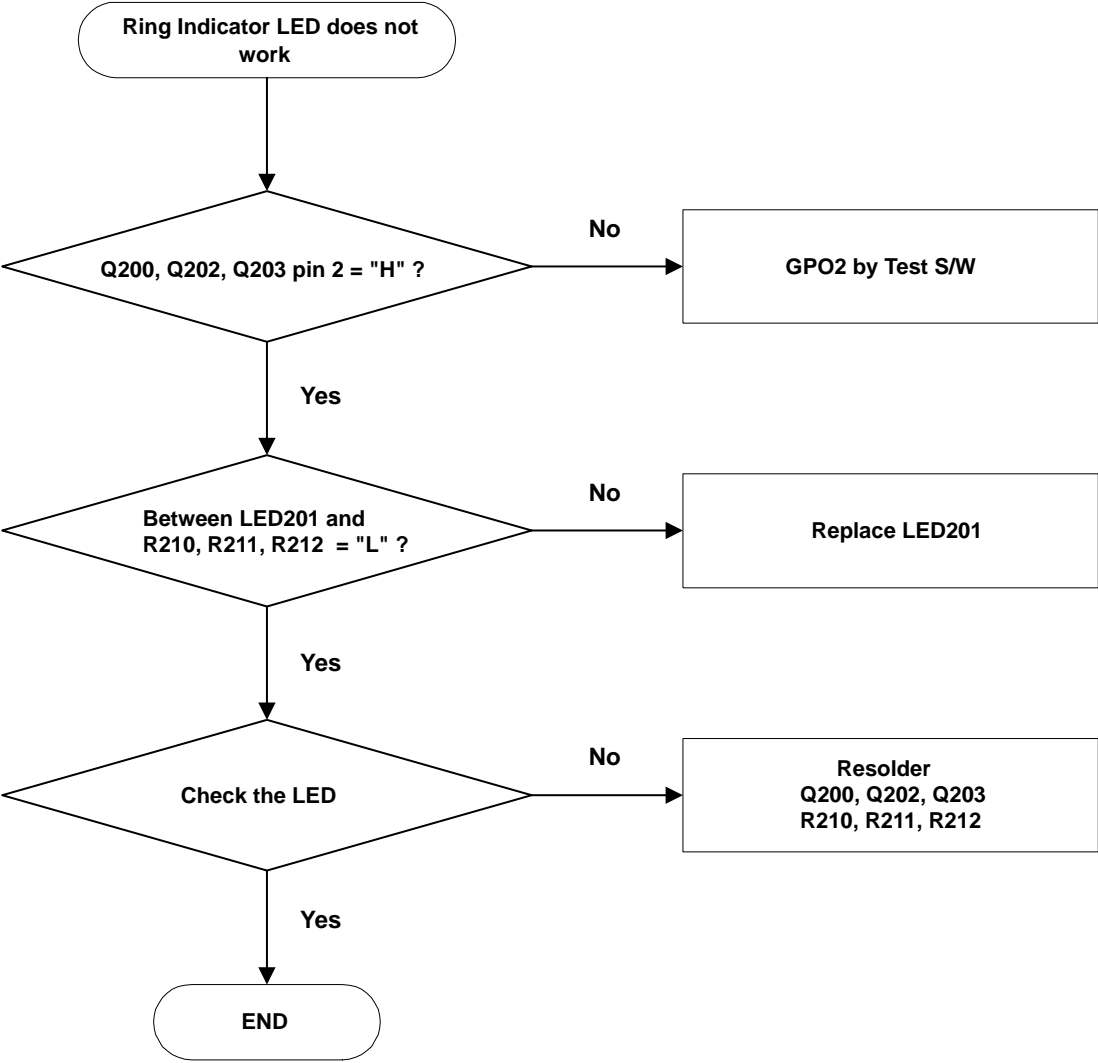 Ring Indicator LED does not
work
No
Q200, Q202, Q203 pin 2 = "H" ?
GPO2 by Test S/W
Yes
No
Between LED201 and
R210, R211, R212 = "L" ?
Replace LED201
Yes
No
Check the LED
Resolder
Q200, Q202, Q203
R210, R211, R212
Yes
END